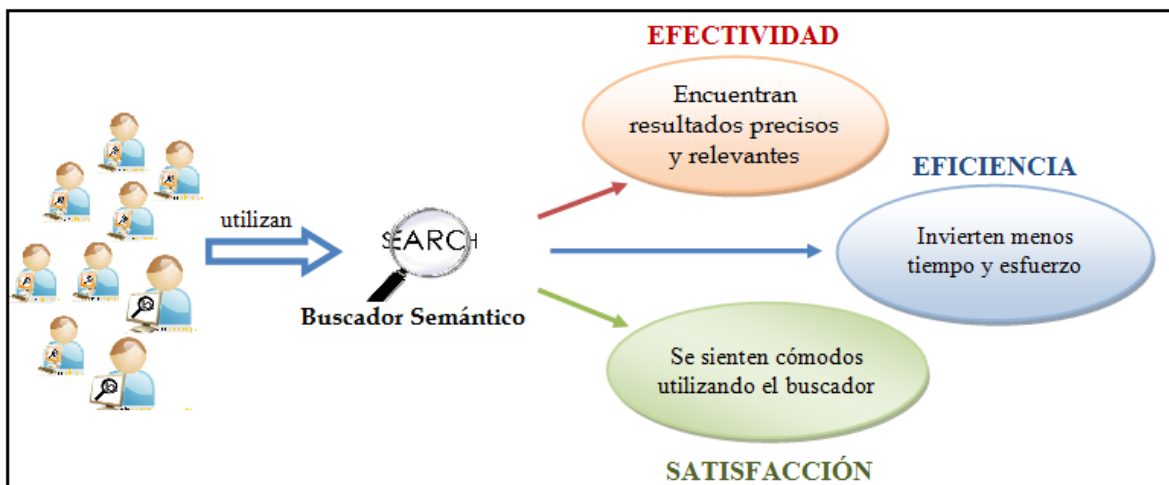 EFECTIVIDAD
Encuentran
resultados precisos
y relevantes
EFICIENCIA
utilizan
SEARCH
Invierten menos
tiempo y esfuerzo
Buscador Semántico
Se sienten cómodos
utilizando el buscador
SATISFACCIÓN